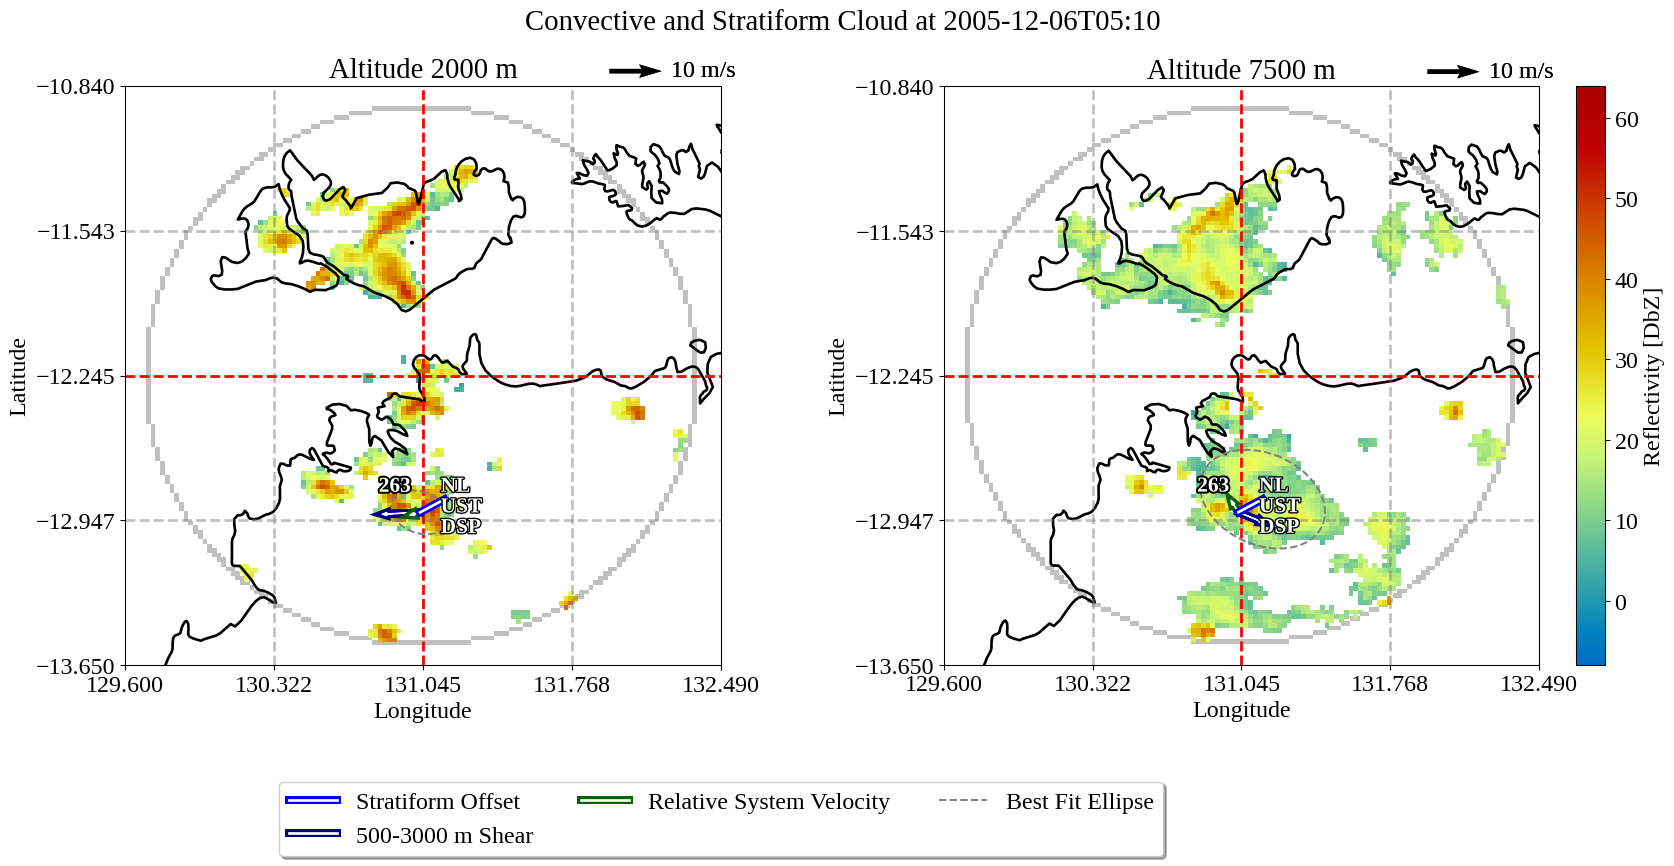 Convective and Stratiform Cloud at 2005-12-06T05:10
Altitude 2000 m
10 m/s
−10.840
−11.543
−12.245
−12.947
−13.650
Latitude
263
NL
UST
DSP
129.600
130.322
131.045
131.768
132.490
Longitude
Altitude 7500 m
10 m/s
−10.840
−11.543
−12.245
−12.947
−13.650
Latitude
263
NL
UST
DSP
129.600
130.322
131.045
131.768
132.490
Longitude
60
50
40
30
20
10
0
Reflectivity [DbZ]
Stratiform Offset
500-3000 m Shear
Relative System Velocity
Best Fit Ellipse